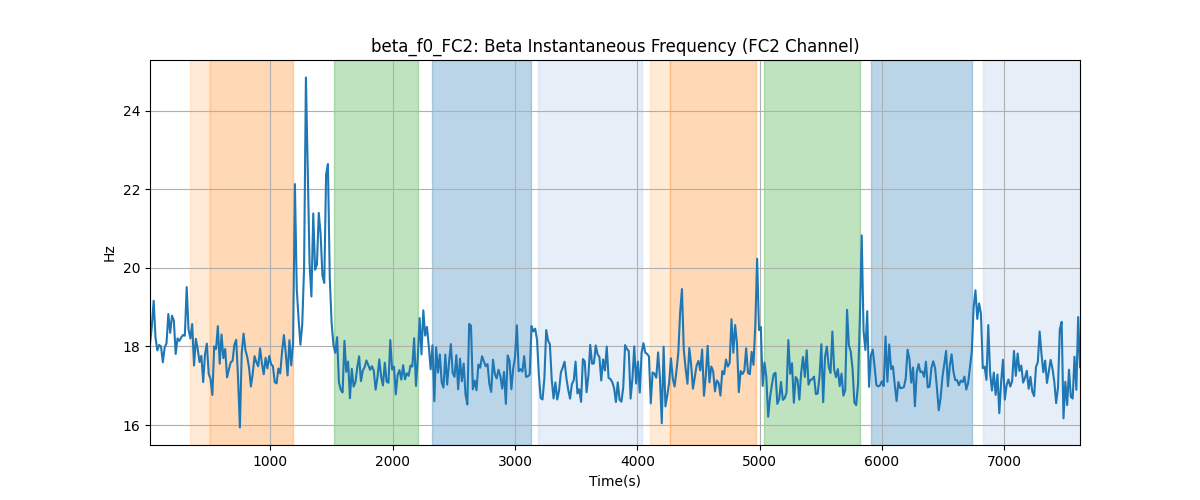 beta_f0_FC2: Beta Instantaneous Frequency (FC2 Channel)
24
22
20
18
16
Hz
1000 2000 3000 4000 5000 6000 7000
Time(s)